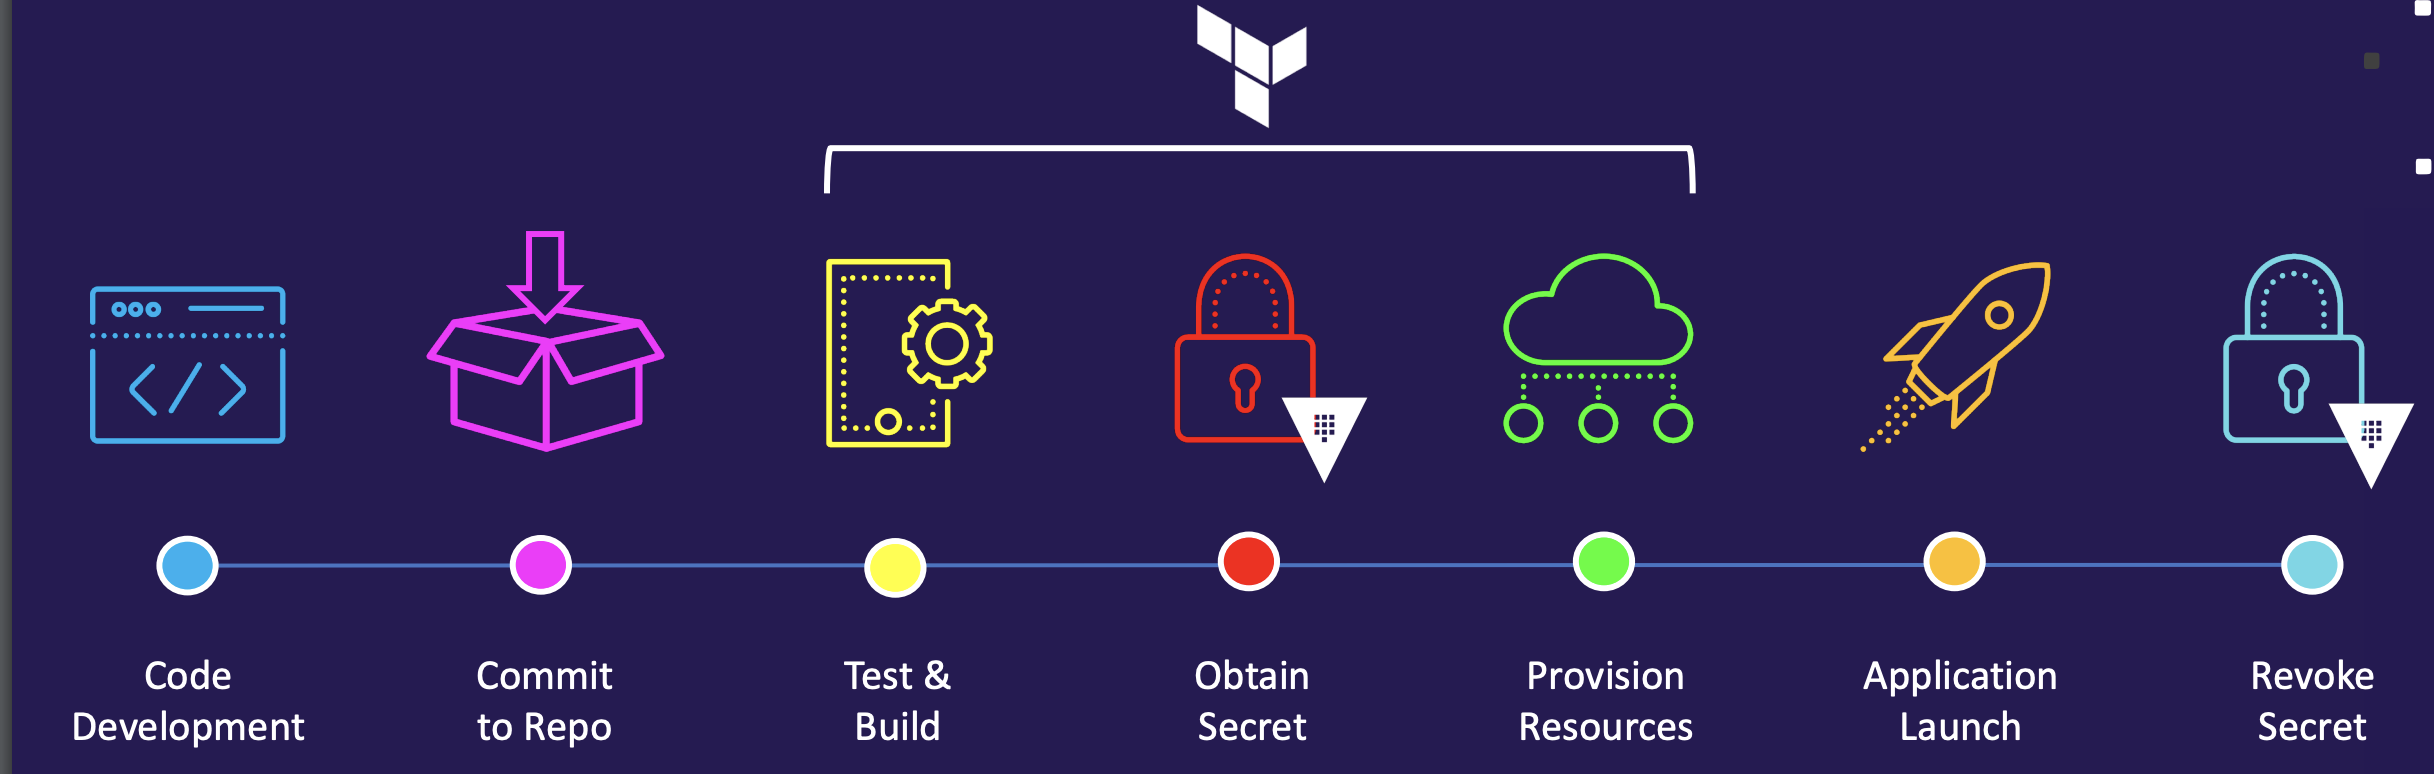 Code
Development
Commit
to Repo
Test &
Build
Obtain
Secret
Provision
Resources
Application
Launch
Revoke
Secret